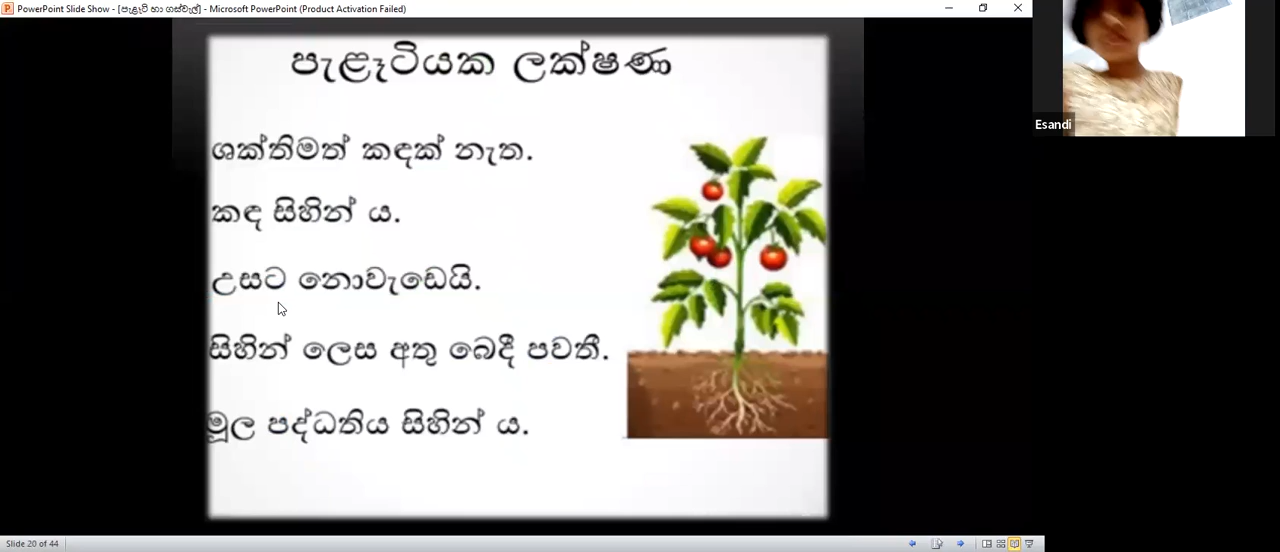 PowerPoint Slide Show - [පැළෑටි හා ගස්වැල්] - Microsoft PowerPoint (Product Activation Failed)
පැළෑටියක ලක්ෂණ
ශක්තිමත් කඳක් නැත.
කඳ සිහින් ය.
උසට නොවැඩෙයි.
සිහින් ලෙස අතු බෙදී පවතී.
මූල පද්ධතිය සිහින් ය.
Esandi
Slide 20 of 44